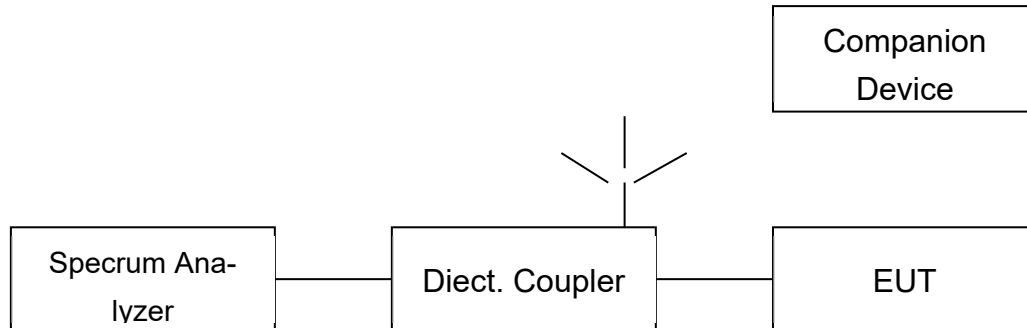 Companion
Device
Specrum Ana-
lyzer
Diect. Coupler
EUT